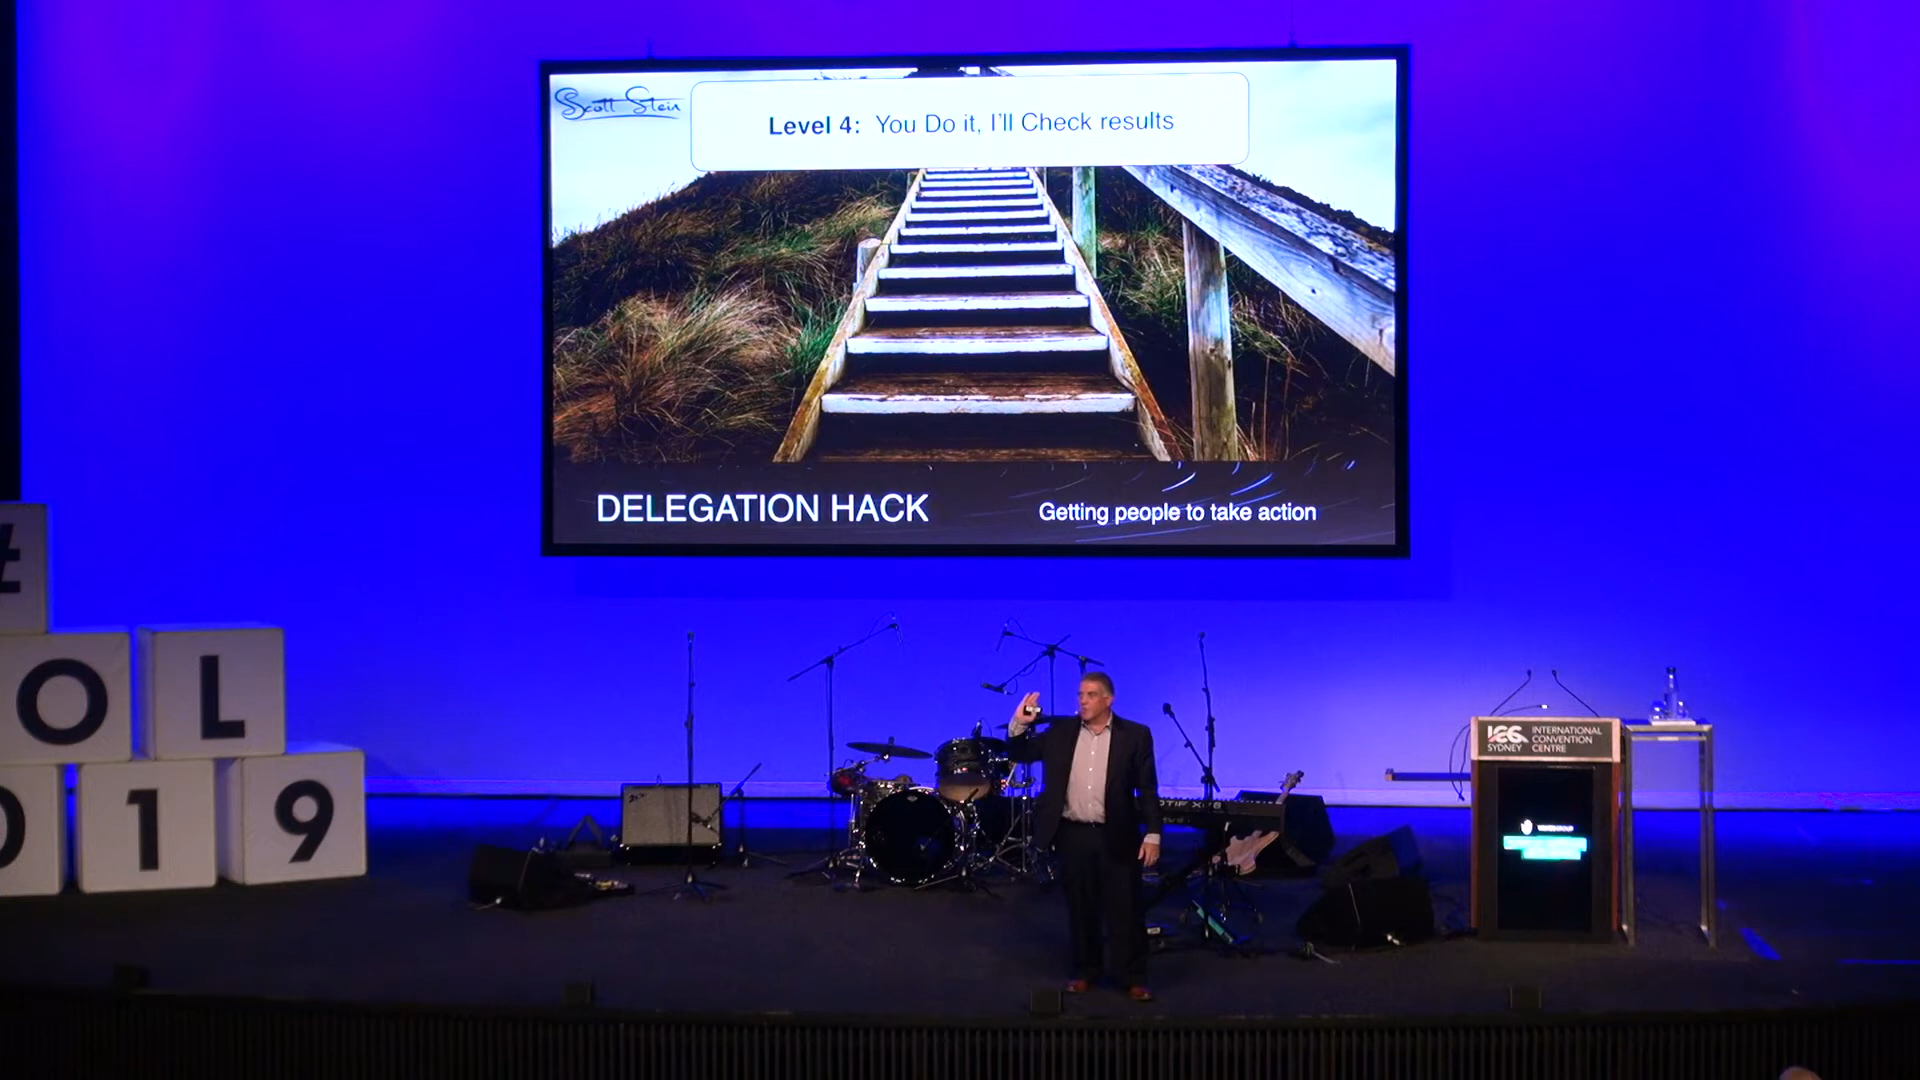 Scott Stein
Level 4: You Do it, I'll Check results
DELEGATION HACK
Getting people to take action
#
OL
019
ICC SYDNEY
INTERNATIONAL
CONVENTION
CENTRE